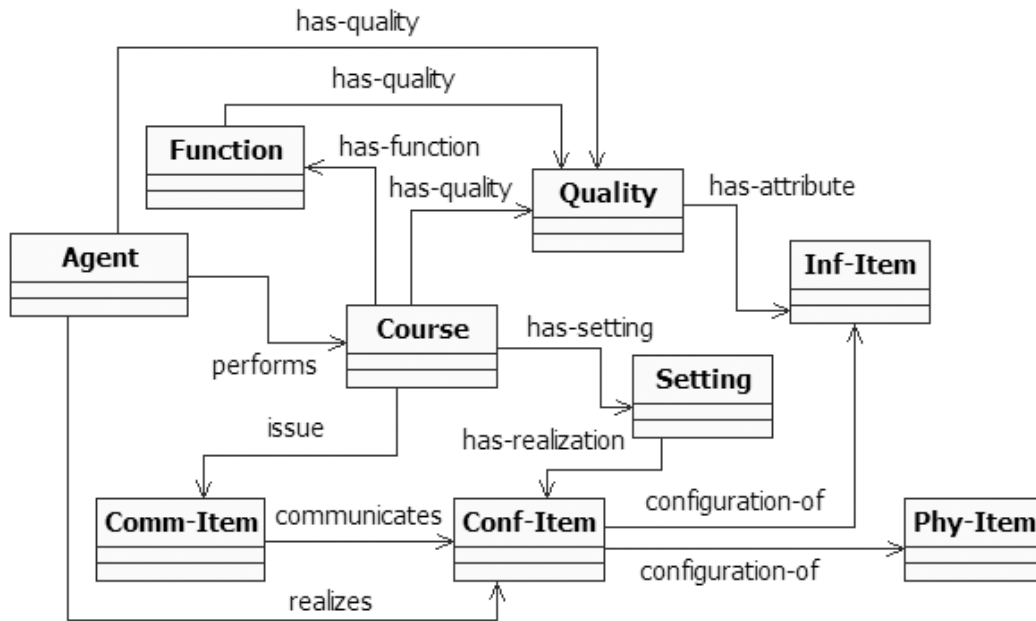 has-quality
has-quality
Function
has-function
has-quality
Quality
has-attribute
Agent
Inf-Item
Course
has-setting
performs
Setting
issue
has-realization
Comm-Item
communicates
Conf-Item
configuration-of
Phy-Item
configuration-of
realizes